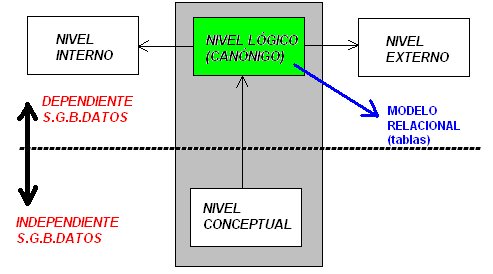 NIVEL
INTERNO
NIVEL LÓGICO
(CANÓNIGO)
NIVEL
EXTERNO
DEPENDIENTE
S.G.B.DATOS
MODELO
RELACIONAL
(tablas)
INDEPENDIENTE
S.G.B.DATOS
NIVEL
CONCEPTUAL